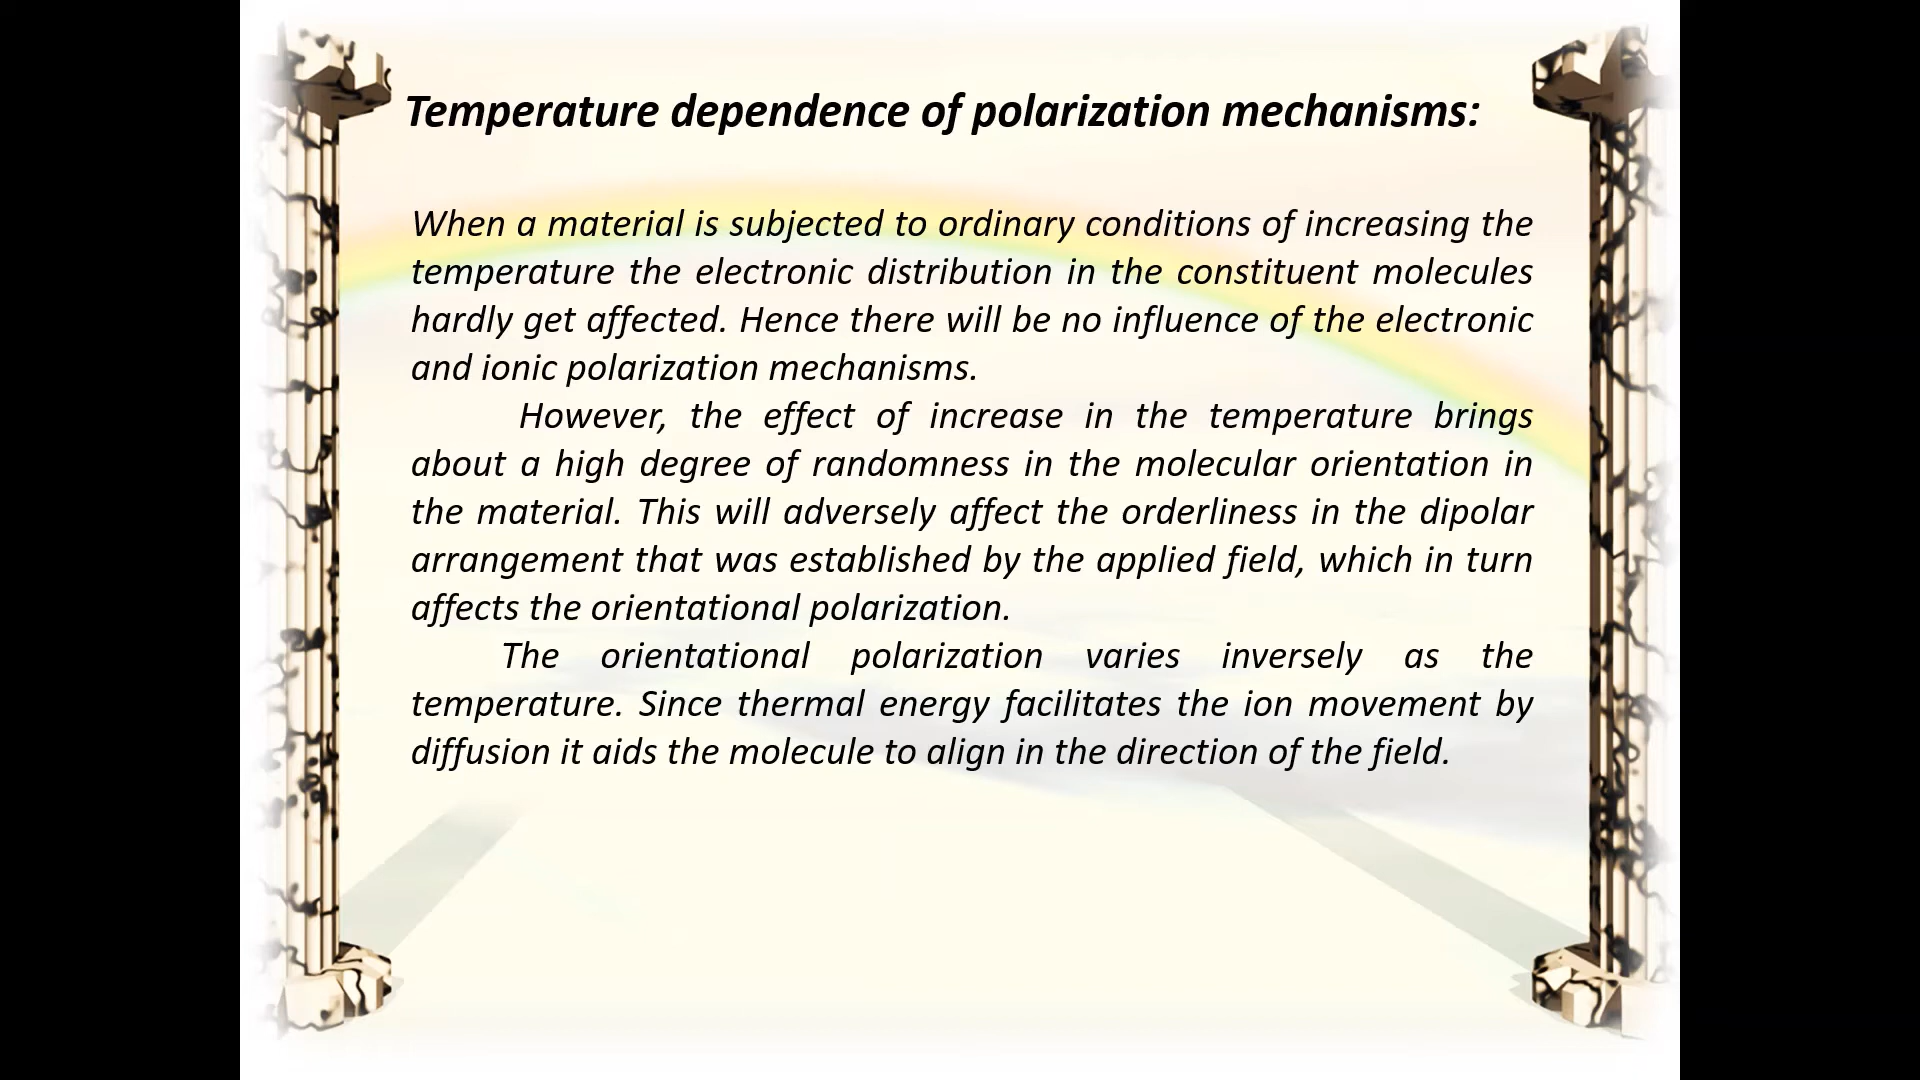 Temperature dependence of polarization mechanisms:
When a material is subjected to ordinary conditions of increasing the
temperature the electronic distribution in the constituent molecules
hardly get affected. Hence there will be no influence of the electronic
and ionic polarization mechanisms.
However, the effect of increase in the temperature brings
about a high degree of randomness in the molecular orientation in
the material. This will adversely affect the orderliness in the dipolar
arrangement that was established by the applied field, which in turn
affects the orientational polarization.
The orientational polarization varies inversely as the
temperature. Since thermal energy facilitates the ion movement by
diffusion it aids the molecule to align in the direction of the field.